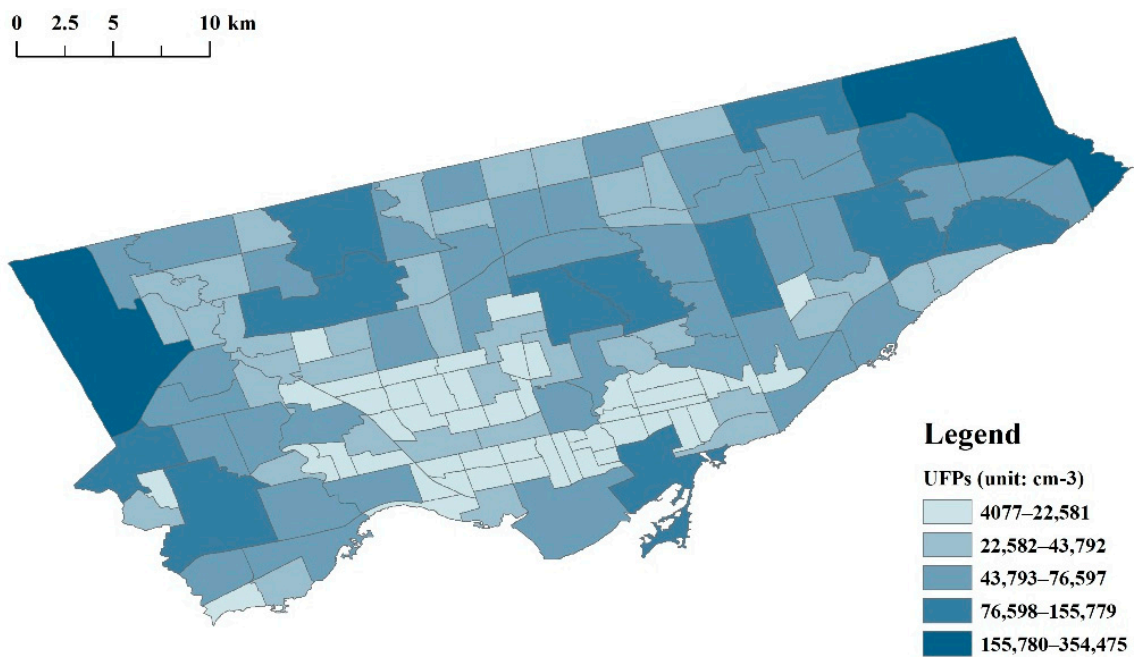 0 2.5 5 10 km
Legend
UFPs (unit: cm-3)
4077–22,581
22,582–43,792
43,793–76,597
76,598–155,779
155,780–354,475